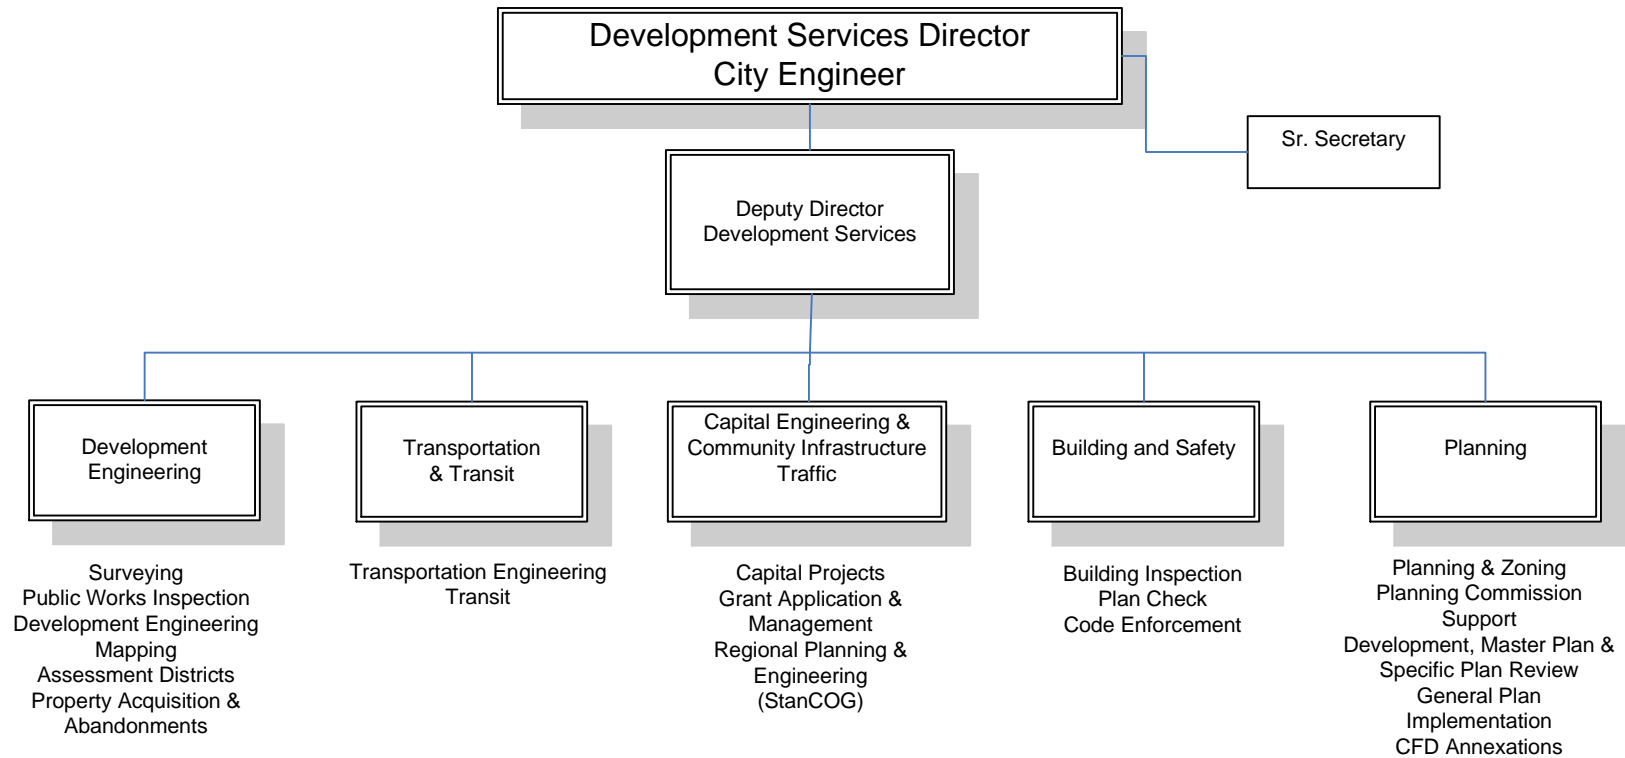 Development Services Director
City Engineer
Sr. Secretary
Deputy Director
Development Services
Development
Engineering
Transportation
& Transit
Capital Engineering &
Community Infrastructure
Traffic
Building and Safety
Planning
Surveying
Public Works Inspection
Development Engineering
Mapping
Assessment Districts
Property Acquisition &
Abandonments
Transportation Engineering
Transit
Capital Projects
Grant Application &
Management
Regional Planning &
Engineering
(StanCOG)
Building Inspection
Plan Check
Code Enforcement
Planning & Zoning
Planning Commission
Support
Development, Master Plan &
Specific Plan Review
General Plan
Implementation
CFD Annexations